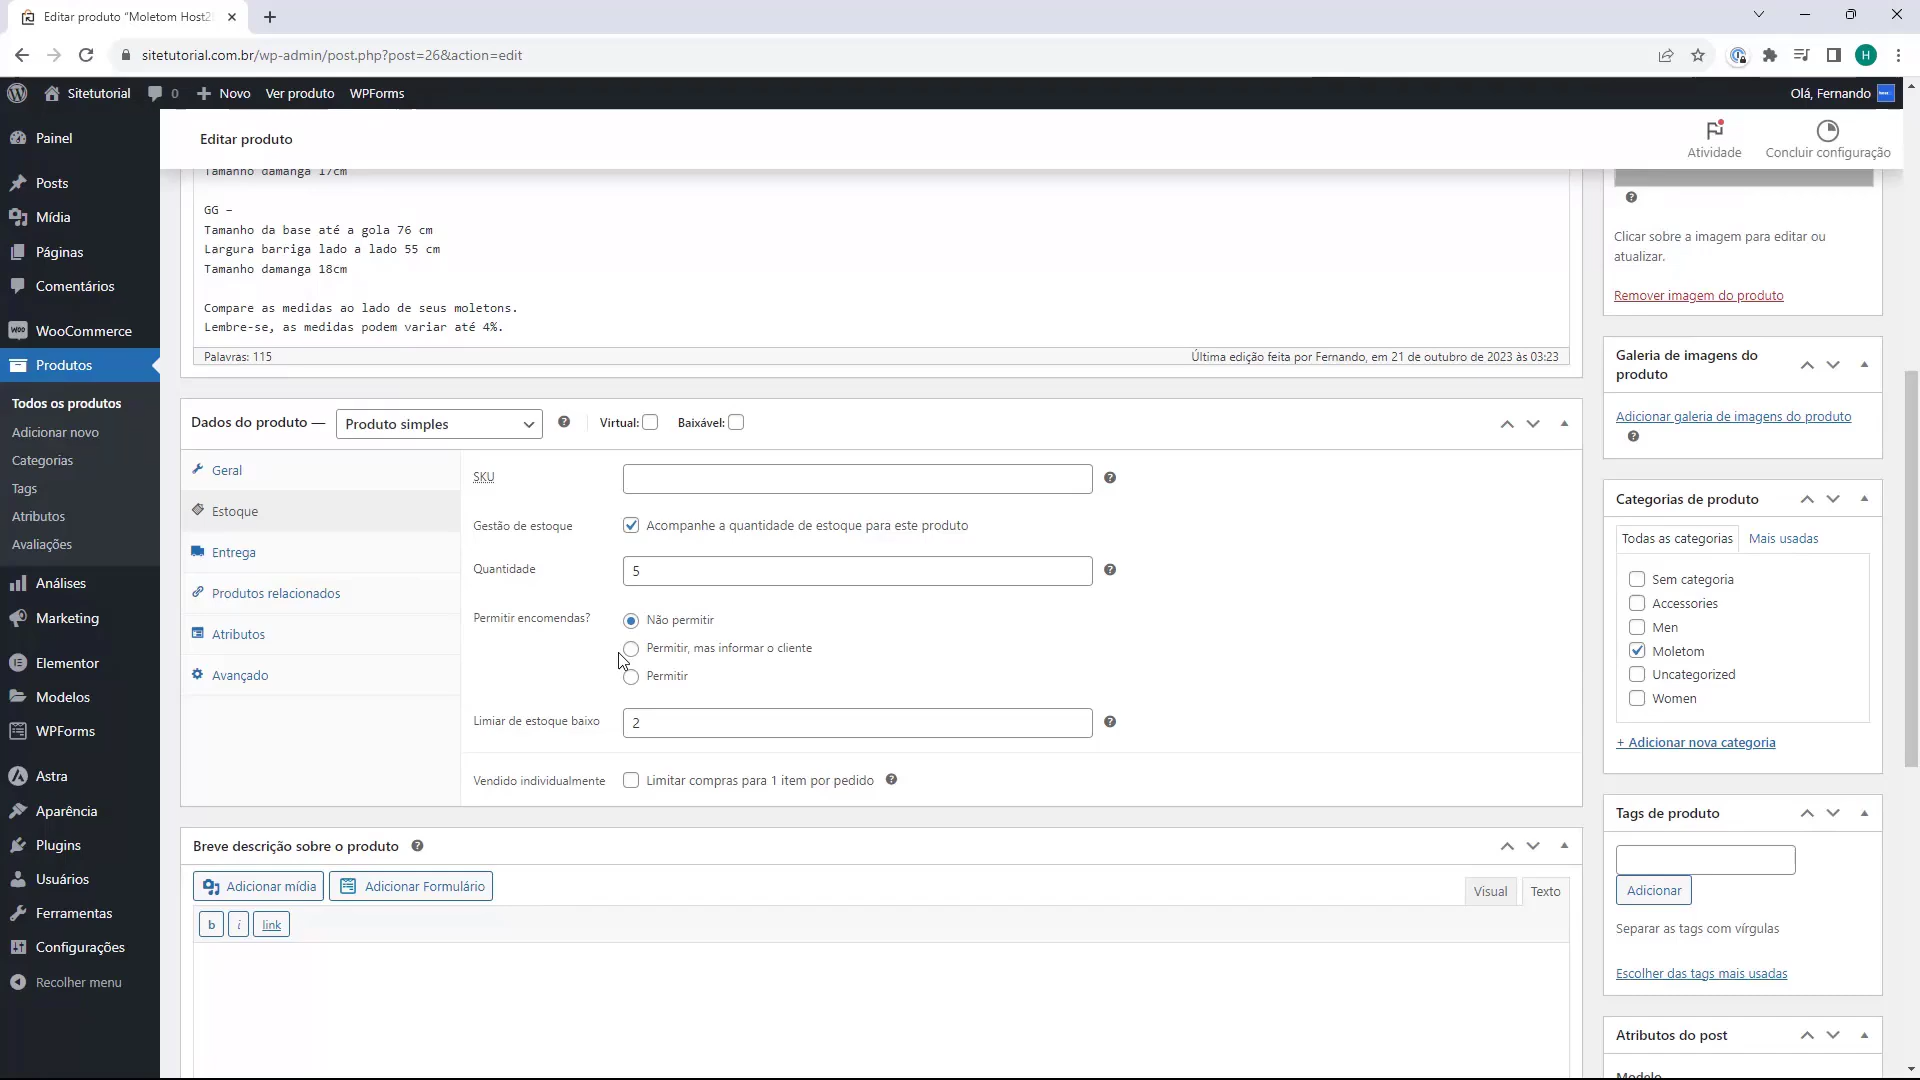 Editar produto “Moletom Host2
sitetutorial.com.br/wp-admin/post.php?post=26&action=edit
H
Sitetutorial
0
Novo
Ver produto
WPForms
Olá, Fernando
Painel
Posts
Mídia
Páginas
Comentários
WooCommerce
Produtos
Todos os produtos
Adicionar novo
Categorias
Tags
Atributos
Avaliações
Análises
Marketing
Elementor
Modelos
WPForms
Astra
Aparência
Plugins
Usuários
Ferramentas
Configurações
Recolher menu
Editar produto
Atividade
Concluir configuração
Tamanho damanga 17cm
GG –
Tamanho da base até a gola 76 cm
Largura barriga lado a lado 55 cm
Tamanho damanga 18cm
Compare as medidas ao lado de seus moletons.
Lembre-se, as medidas podem variar até 4%.
Palavras: 115
Última edição feita por Fernando, em 21 de outubro de 2023 às 03:23
Dados do produto —
Produto simples
Virtual:
Baixável:
Geral
Estoque
Entrega
Produtos relacionados
Atributos
Avançado
SKU
Gestão de estoque
Acompanhe a quantidade de estoque para este produto
Quantidade
5
Permitir encomendas?
Não permitir
Permitir, mas informar o cliente
Permitir
Limiar de estoque baixo
2
Vendido individualmente
Limitar compras para 1 item por pedido
Breve descrição sobre o produto
Adicionar mídia
Adicionar Formulário
Visual
Texto
b
i
link
Clicar sobre a imagem para editar ou
atualizar.
Remover imagem do produto
Galeria de imagens do
produto
Adicionar galeria de imagens do produto
Categorias de produto
Todas as categorias
Mais usadas
Sem categoria
Accessories
Men
Moletom
Uncategorized
Women
+ Adicionar nova categoria
Tags de produto
Adicionar
Separar as tags com vírgulas
Escolher das tags mais usadas
Atributos do post
Modelo